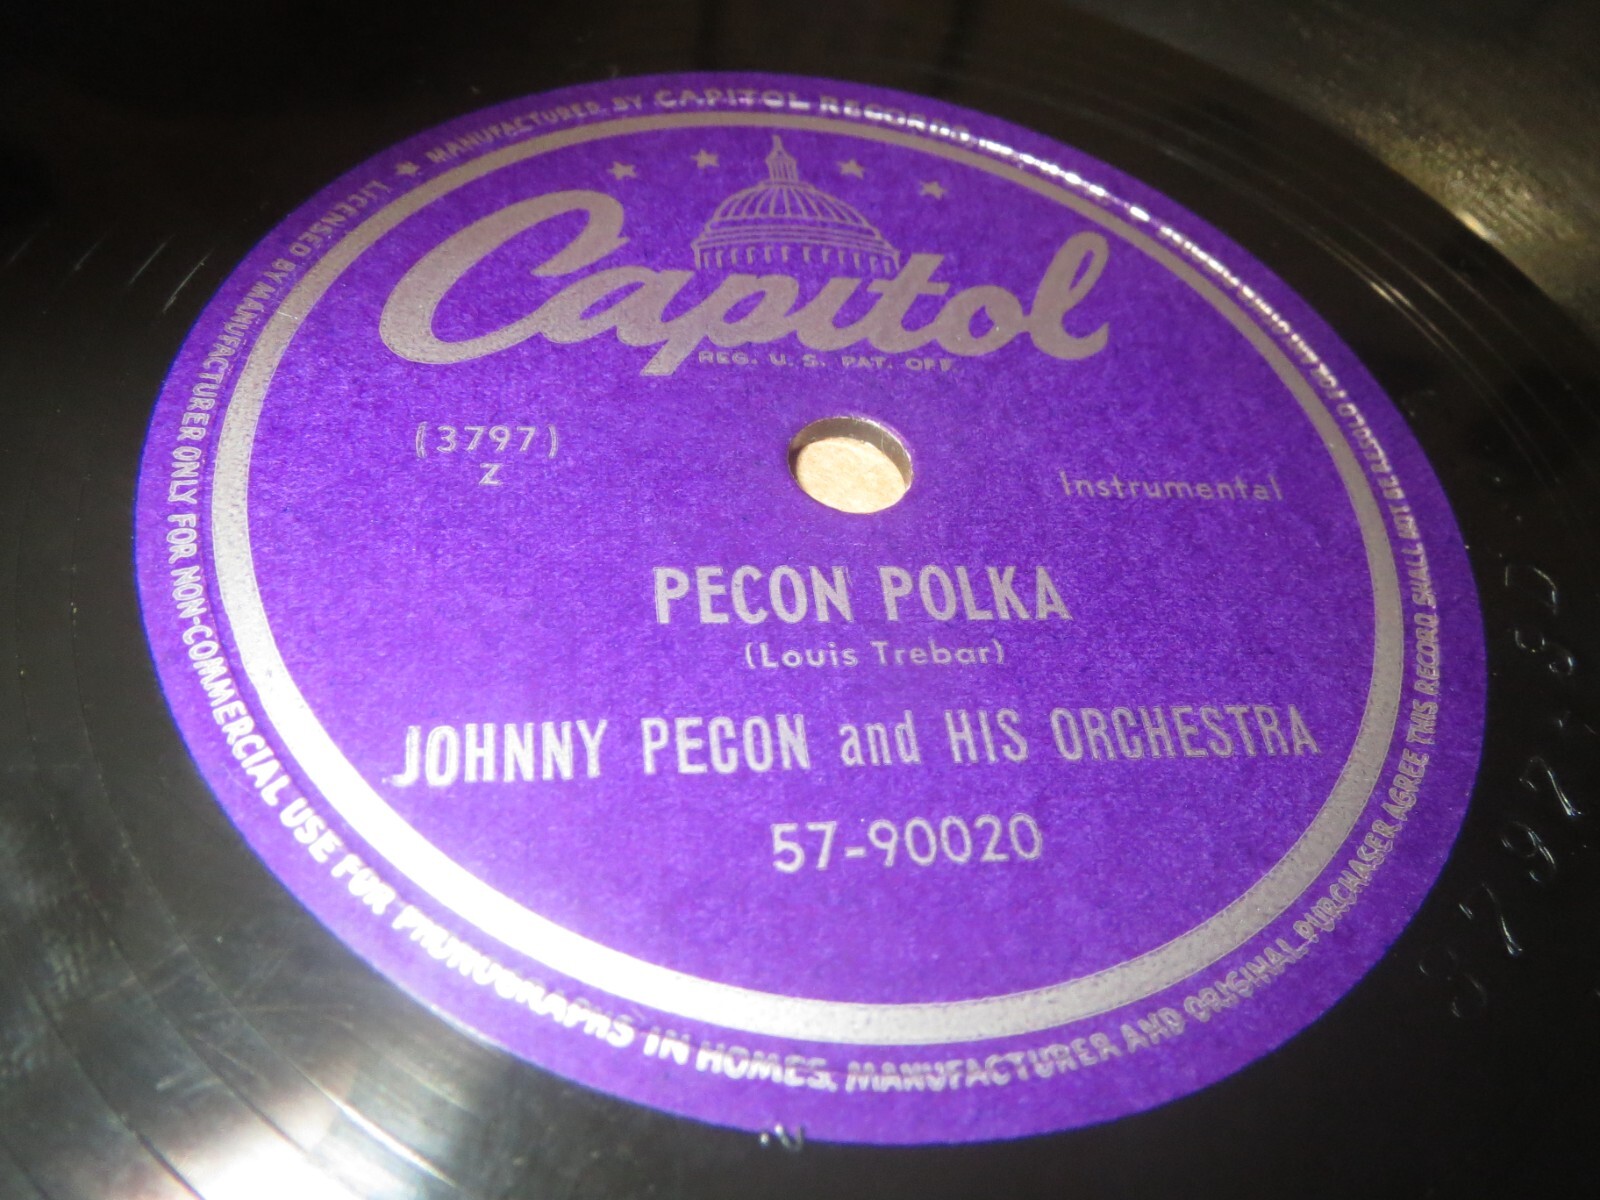 LICENSED BY MANUFACTURER ONLY FOR NON-COMMERCIAL USE FOR PHONOGRAPHS IN HOMES. MANUFACTURER AND ORIGINAL PURCHASER AGREE THIS RECORD SHALL NOT BE
★ MANUFACTURED BY CAPITOL RECORDS,
Capitol
REG. U.S. PAT. OFF.
(3797)
Z
Instrumental
PECON POLKA
(Louis Trebar)
JOHNNY PECON and HIS ORCHESTRA
57-90020